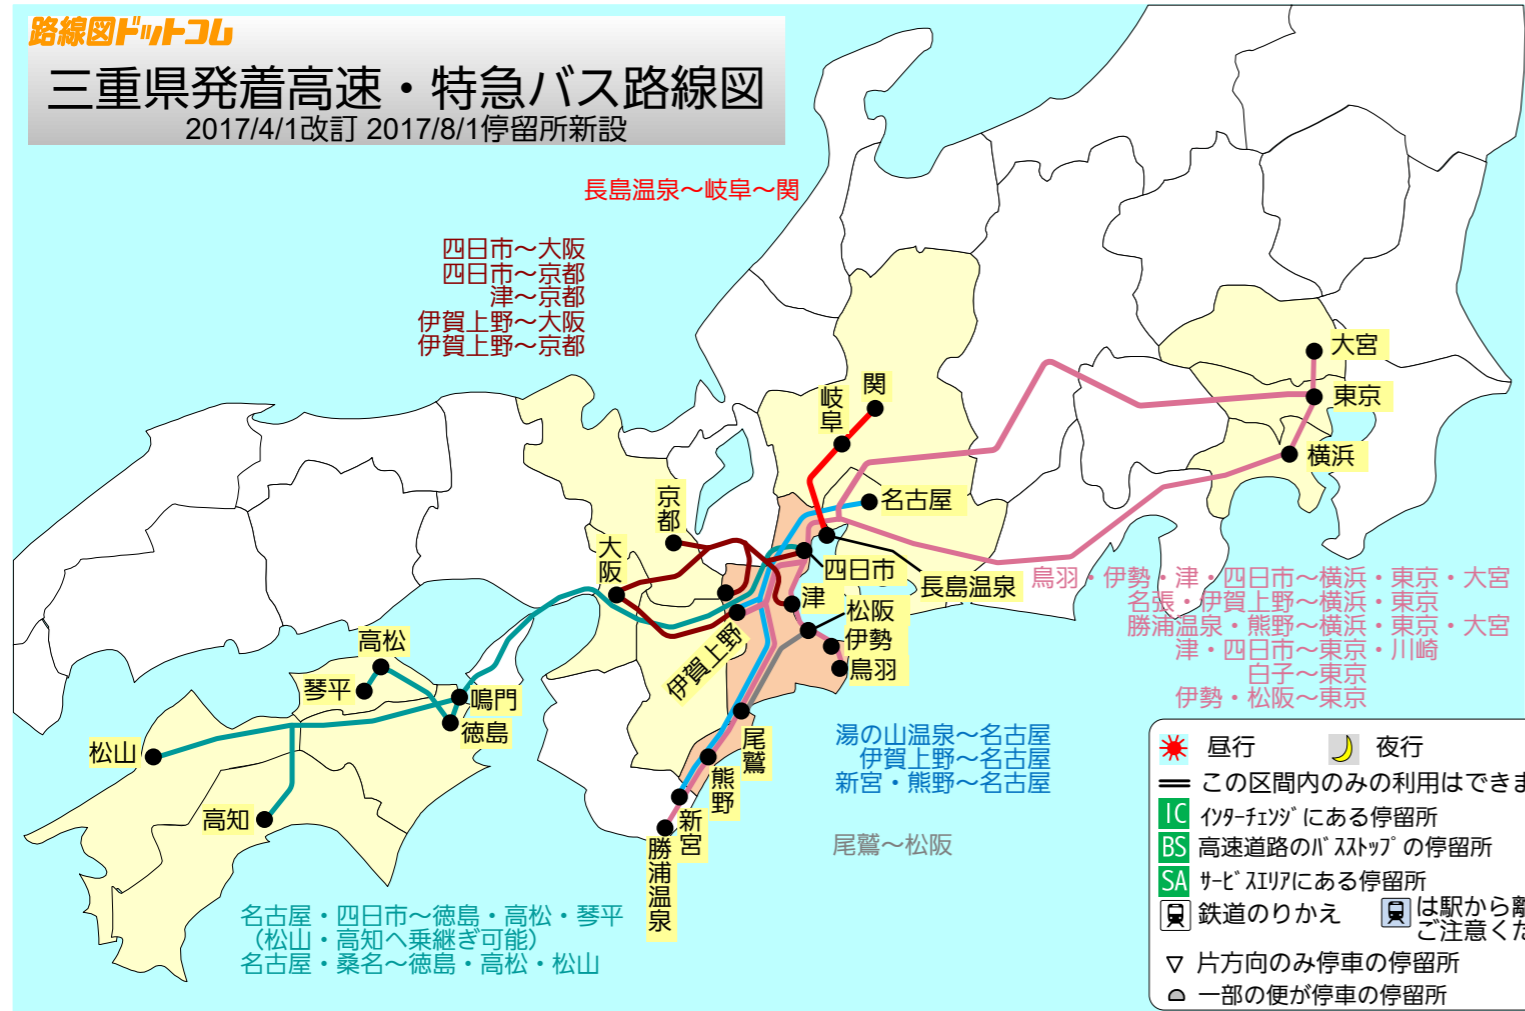 路線図ドットコム
三重県発着高速・特急バス路線図
2017/4/1改訂 2017/8/1停留所新設
長島温泉～岐阜～関
四日市～大阪
四日市～京都
津～京都
伊賀上野～大阪
伊賀上野～京都
大宮
東京
横浜
関
岐阜
名古屋
京都
大阪
四日市
長島温泉
津
松阪
伊勢
鳥羽
伊賀上野
高松
琴平
鳴門
徳島
松山
高知
尾鷲
熊野
新宮
勝浦温泉
鳥羽・伊勢・津・四日市～横浜・東京・大宮
名張・伊賀上野～横浜・東京
勝浦温泉・熊野～横浜・東京・大宮
津・四日市～東京・川崎
白子～東京
伊勢・松阪～東京
湯の山温泉～名古屋
伊賀上野～名古屋
新宮・熊野～名古屋
尾鷲～松阪
名古屋・四日市～徳島・高松・琴平
（松山・高知へ乗継ぎ可能）
名古屋・桑名～徳島・高松・松山
昼行 夜行
この区間内のみの利用はできま
IC ｲﾝﾀｰﾁｪﾝｼﾞにある停留所
BS 高速道路のﾊﾞｽｽﾄｯﾌﾟの停留所
SA ｻｰﾋﾞｽｴﾘｱにある停留所
鉄道のりかえ は駅から離
ご注意くだ
片方向のみ停車の停留所
一部の便が停車の停留所